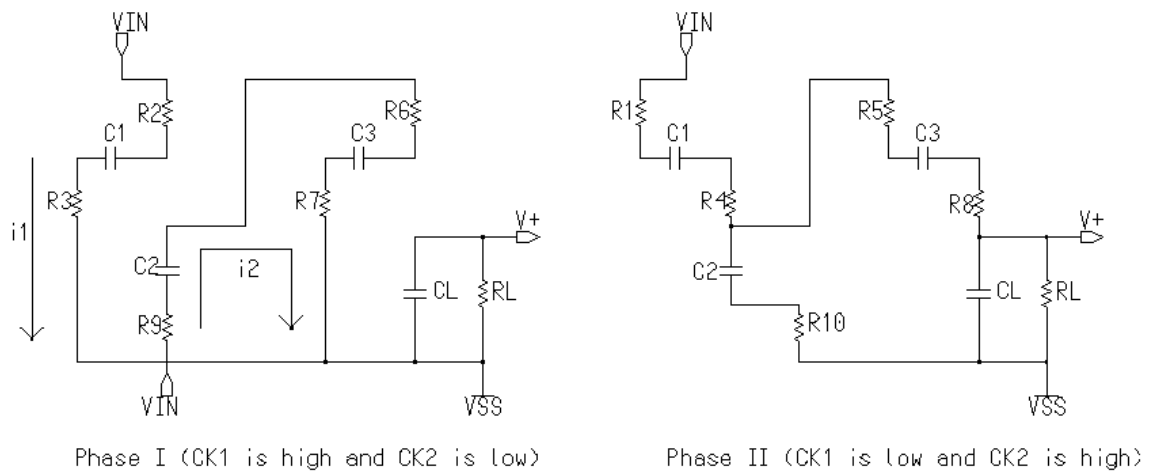 VIN
R2
C1
R3
i1
C2
i2
R9
VIN
R6
C3
R7
V+
CL
RL
VSS
Phase I (CK1 is high and CK2 is low)
VIN
R1
C1
R4
C2
R10
R5
C3
R8
V+
CL
RL
VSS
Phase II (CK1 is low and CK2 is high)